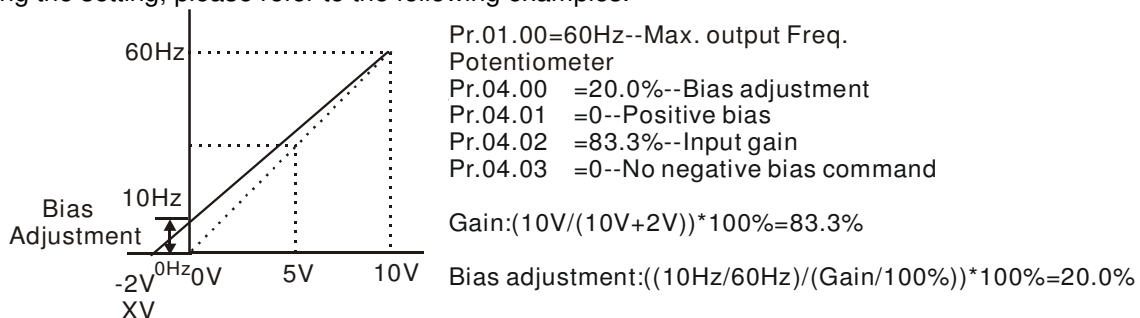 ng the setting, please refer to the following examples.
60Hz
10Hz
Bias
Adjustment
0Hz
-2V
0V
5V
10V
XV
Pr.01.00=60Hz--Max. output Freq.
Potentiometer
Pr.04.00 =20.0%--Bias adjustment
Pr.04.01 =0--Positive bias
Pr.04.02 =83.3%--Input gain
Pr.04.03 =0--No negative bias command
Gain:(10V/(10V+2V))*100%=83.3%
Bias adjustment:((10Hz/60Hz)/(Gain/100%))*100%=20.0%